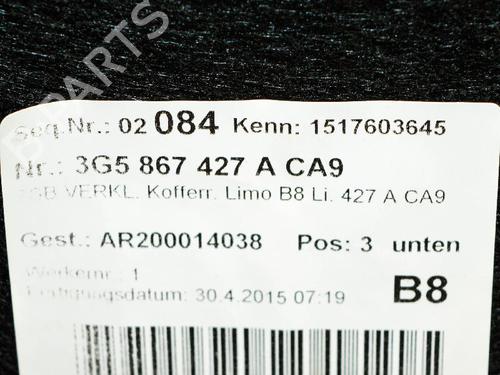 Seq.Nr.: 02 084 Kenn: 1517603645
Nr.: 3G5 867 427 A CA9
VERKL. Kofferr. Limo B8 Li. 427 A CA9
Gest.: AR200014038 Pos: 3 unten
Werkernr.: 1
Fertigungsdatum: 30.4.2015 07:19
B8